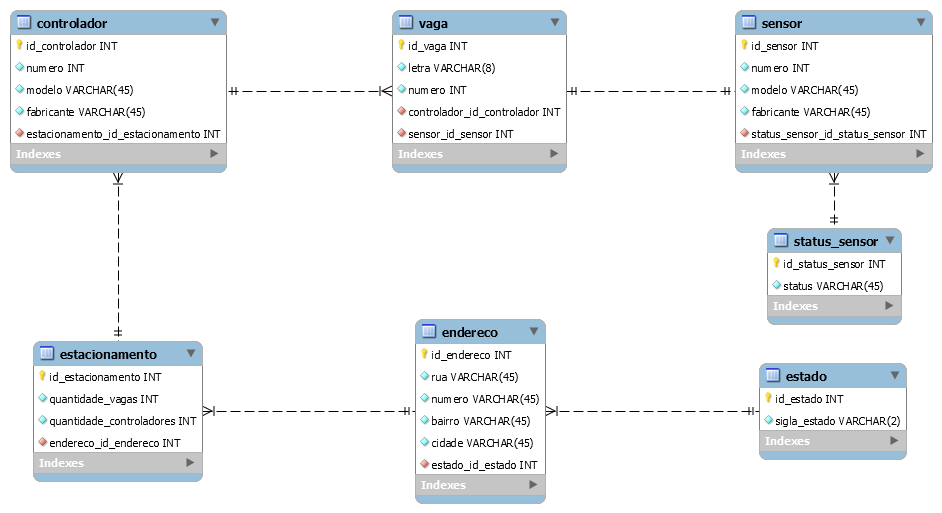 controlador
id_controlador INT
numero INT
modelo VARCHAR(45)
fabricante VARCHAR(45)
estacionamento_id_estacionamento INT
Indexes
vaga
id_vaga INT
letra VARCHAR(8)
numero INT
controlador_id_controlador INT
sensor_id_sensor INT
Indexes
sensor
id_sensor INT
numero INT
modelo VARCHAR(45)
fabricante VARCHAR(45)
status_sensor_id_status_sensor INT
Indexes
status_sensor
id_status_sensor INT
status VARCHAR(45)
Indexes
estacionamento
id_estacionamento INT
quantidade_vagas INT
quantidade_controladores INT
endereco_id_endereco INT
Indexes
endereco
id_endereco INT
rua VARCHAR(45)
numero VARCHAR(45)
bairro VARCHAR(45)
cidade VARCHAR(45)
estado_id_estado INT
Indexes
estado
id_estado INT
sigla_estado VARCHAR(2)
Indexes